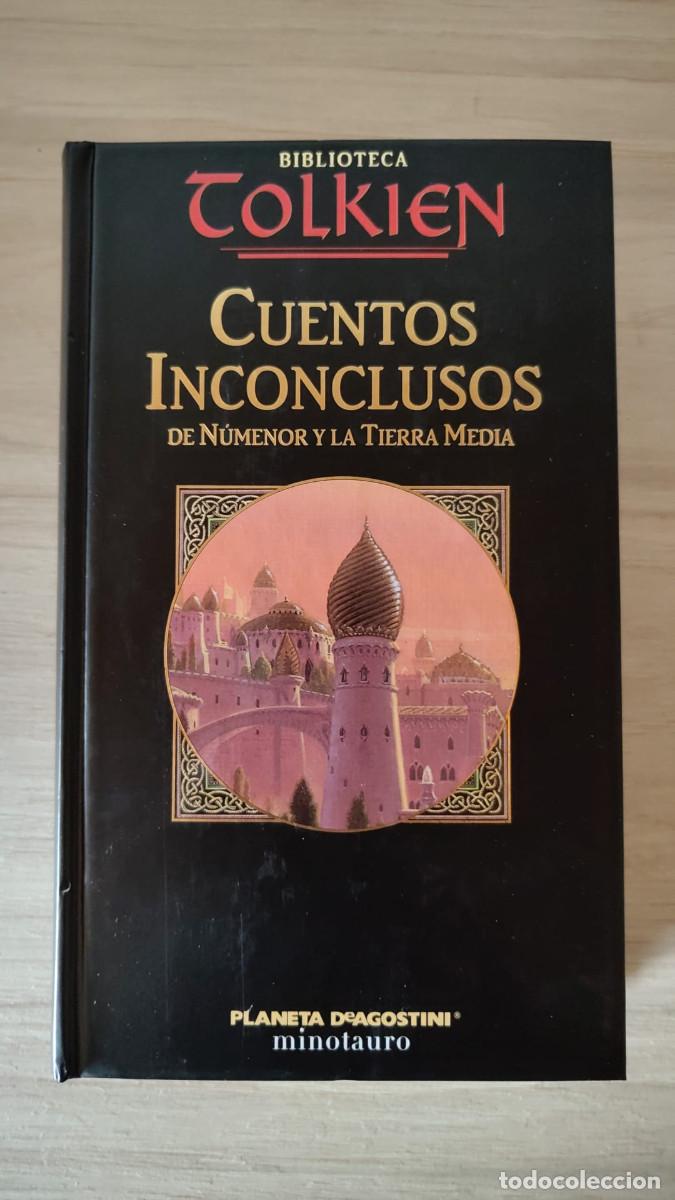 BIBLIOTECA
TOLKIEN
CUENTOS
INCONCLUSOS
DE NÚMENOR Y LA TIERRA MEDIA
PLANETA DeAGOSTINI®
minotauro
todocoleccion